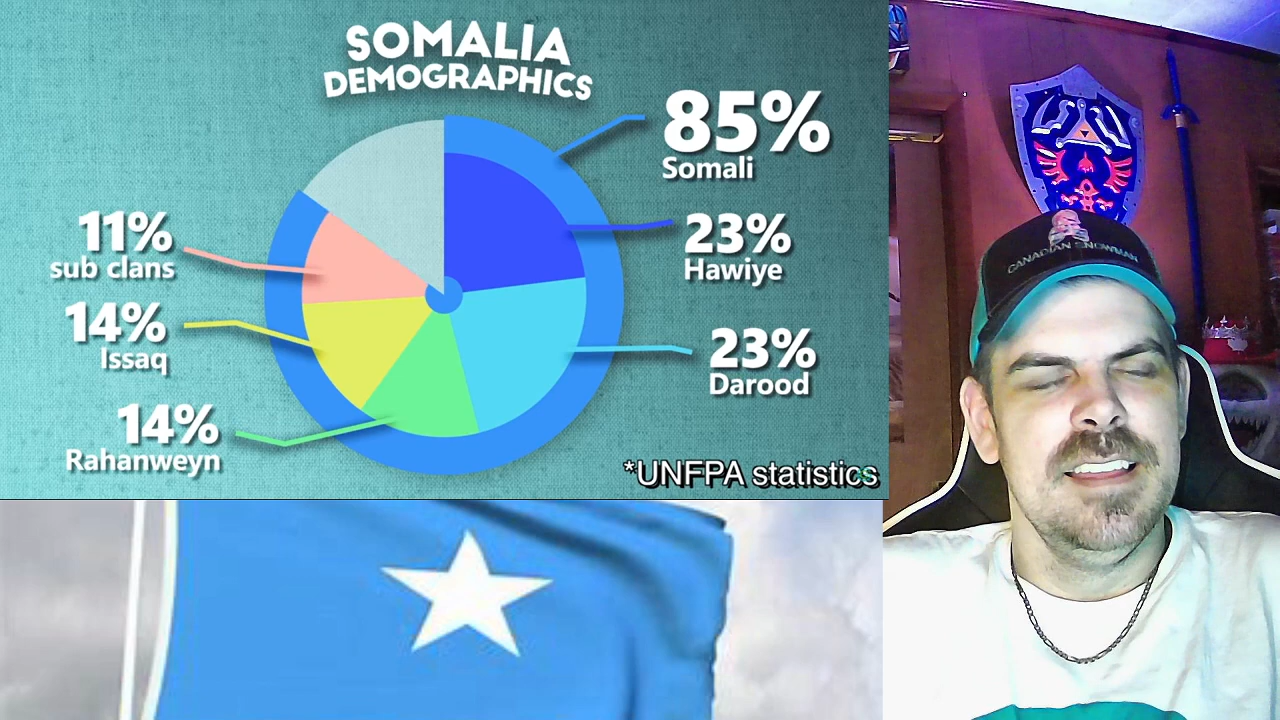 SOMALIA
DEMOGRAPHICS
85%
Somali
23%
Hawiye
23%
Darood
11%
sub clans
14%
Issaq
14%
Rahanweyn
*UNFPA statistics
CANADIAN SNOWMAN